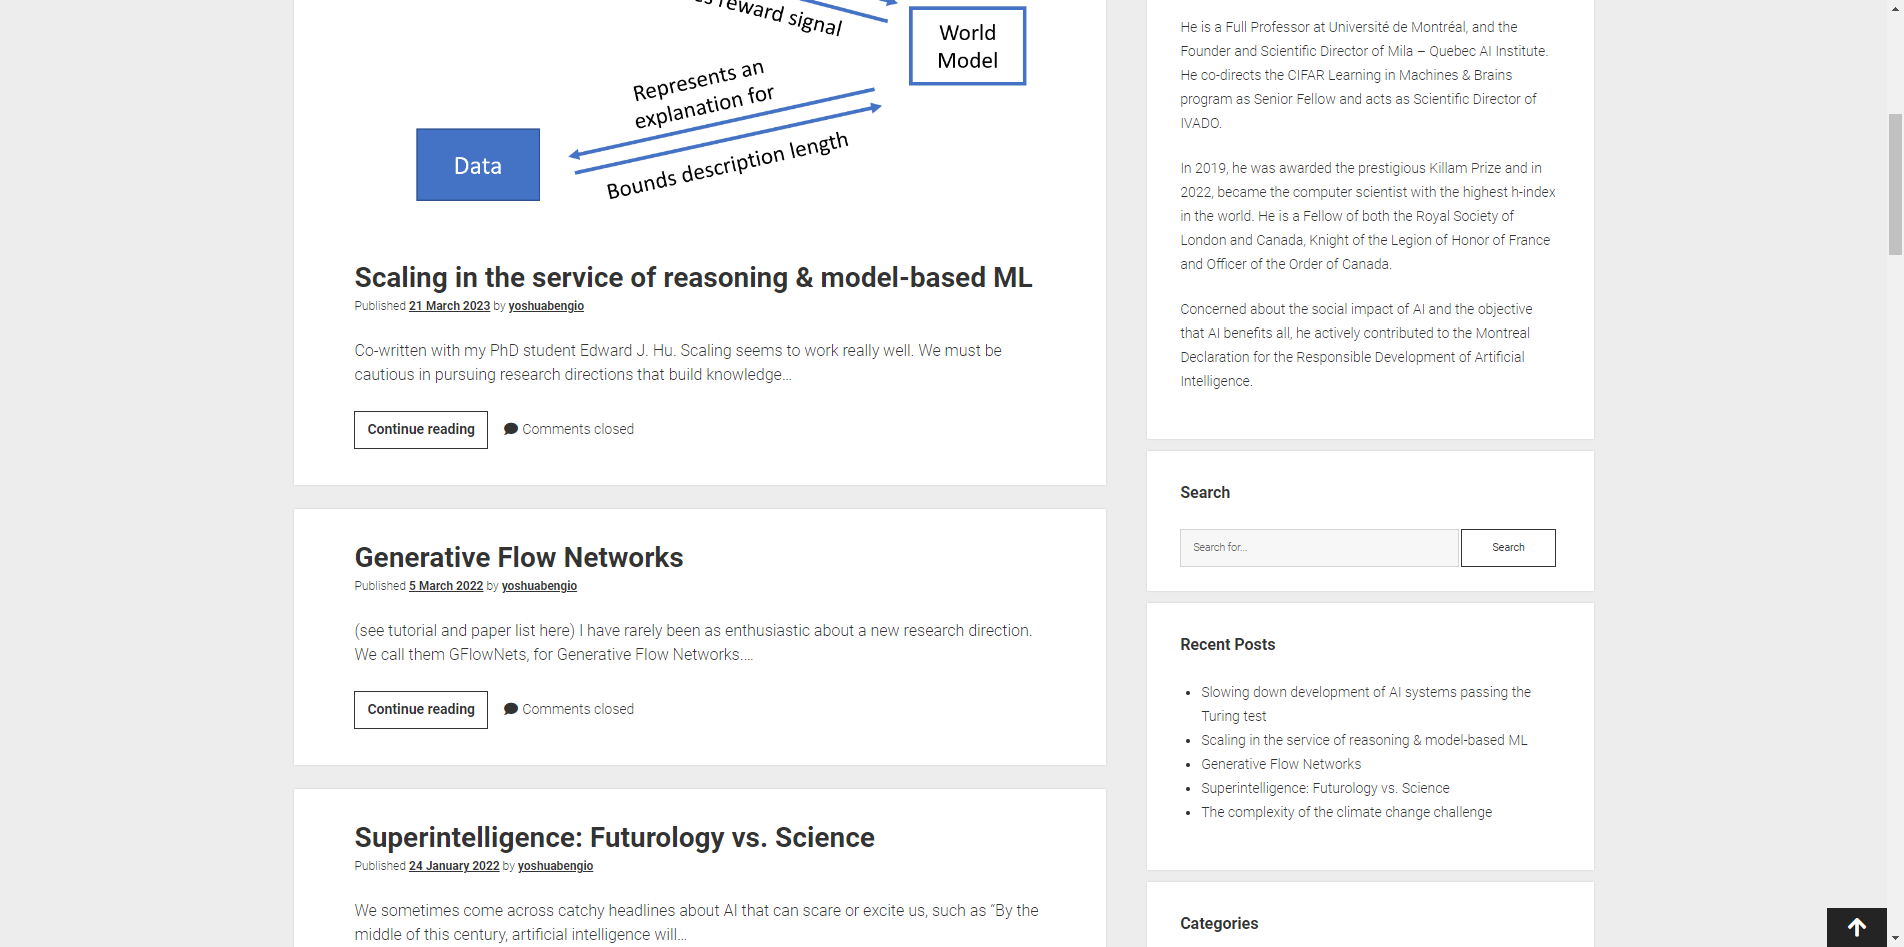 reward signal
World
Model
Represents an
explanation for
Data
Bounds description length
Scaling in the service of reasoning & model-based ML
Published 21 March 2023 by yoshuabengio
Co-written with my PhD student Edward J. Hu. Scaling seems to work really well. We must be
cautious in pursuing research directions that build knowledge…
Continue reading
Comments closed
Generative Flow Networks
Published 5 March 2022 by yoshuabengio
(see tutorial and paper list here) I have rarely been as enthusiastic about a new research direction.
We call them GFlowNets, for Generative Flow Networks.…
Continue reading
Comments closed
Superintelligence: Futurology vs. Science
Published 24 January 2022 by yoshuabengio
We sometimes come across catchy headlines about AI that can scare or excite us, such as “By the
middle of this century, artificial intelligence will…
He is a Full Professor at Université de Montréal, and the
Founder and Scientific Director of Mila – Quebec AI Institute.
He co-directs the CIFAR Learning in Machines & Brains
program as Senior Fellow and acts as Scientific Director of
IVADO.
In 2019, he was awarded the prestigious Killam Prize and in
2022, became the computer scientist with the highest h-index
in the world. He is a Fellow of both the Royal Society of
London and Canada, Knight of the Legion of Honor of France
and Officer of the Order of Canada.
Concerned about the social impact of AI and the objective
that AI benefits all, he actively contributed to the Montreal
Declaration for the Responsible Development of Artificial
Intelligence.
Search
Search for...
Search
Recent Posts
Slowing down development of AI systems passing the
Turing test
Scaling in the service of reasoning & model-based ML
Generative Flow Networks
Superintelligence: Futurology vs. Science
The complexity of the climate change challenge
Categories